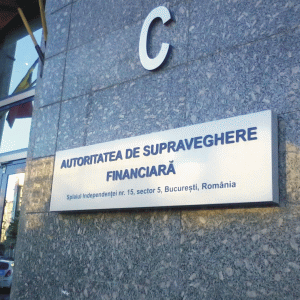 C
AUTORITATEA DE SUPRAVEGHERE
FINANCIARĂ
Splaiul Independenței nr. 15, sector 5, București, România